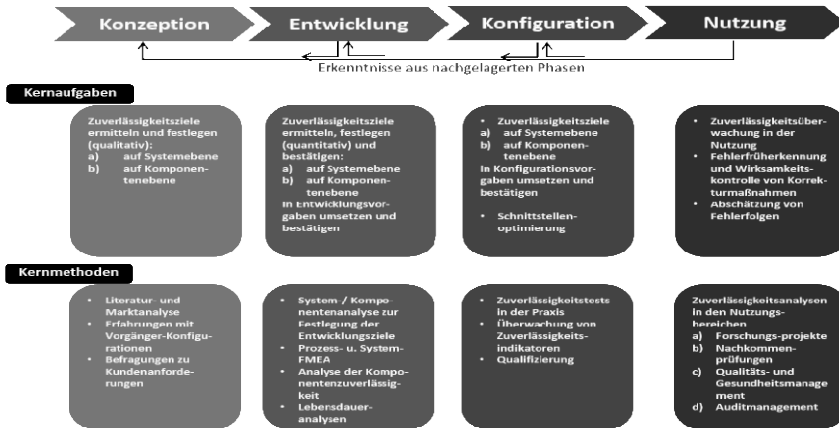 Konzeption
Entwicklung
Konfiguration
Nutzung
Erkenntnisse aus nachgelagerten Phasen
Kernaufgaben
Zuverlässigkeitsziele
ermitteln und festlegen
(qualitativ):
a) auf Systemebene
b) auf Komponen-
tenebene
Zuverlässigkeitsziele
ermitteln, festlegen
(quantitativ) und
bestätigen:
a) auf Systemebene
b) auf Komponen-
tenebene
In Entwicklungsvor-
gaben umsetzen und
bestätigen
• Zuverlässigkeitsziele
a) auf Systemebene
b) auf Komponen-
tenebene
In Konfigurationsvor-
gaben umsetzen und
bestätigen
• Schnittstellen-
optimierung
• Zuverlässigkeitsüber-
wachung in der
Nutzung
• Fehlerfrüherkennung
und Wirksamkeits-
kontrolle von Korrek-
turmaßnahmen
• Abschätzung von
Fehlerfolgen
Kernmethoden
• Literatur- und
Marktanalyse
• Erfahrungen mit
Vorgänger-Konfigu-
rationen
• Befragungen zu
Kundenanforde-
rungen
• System-/ Kompo-
nentenanalyse zur
Festlegung der
Entwicklungsziele
• Prozess- u. System-
FMEA
• Analyse der Kompo-
nentenzuverlässig-
keit
• Lebensdauer-
analysen
• Zuverlässigkeitstests
in der Praxis
• Überwachung von
Zuverlässigkeits-
indikatoren
• Qualifizierung
Zuverlässigkeitsanalysen
in den Nutzungs-
bereichen
a) Forschungs-projekte
b) Nachkommen-
prüfungen
c) Qualitäts- und
Gesundheitsmanage
ment
d) Auditmanagement